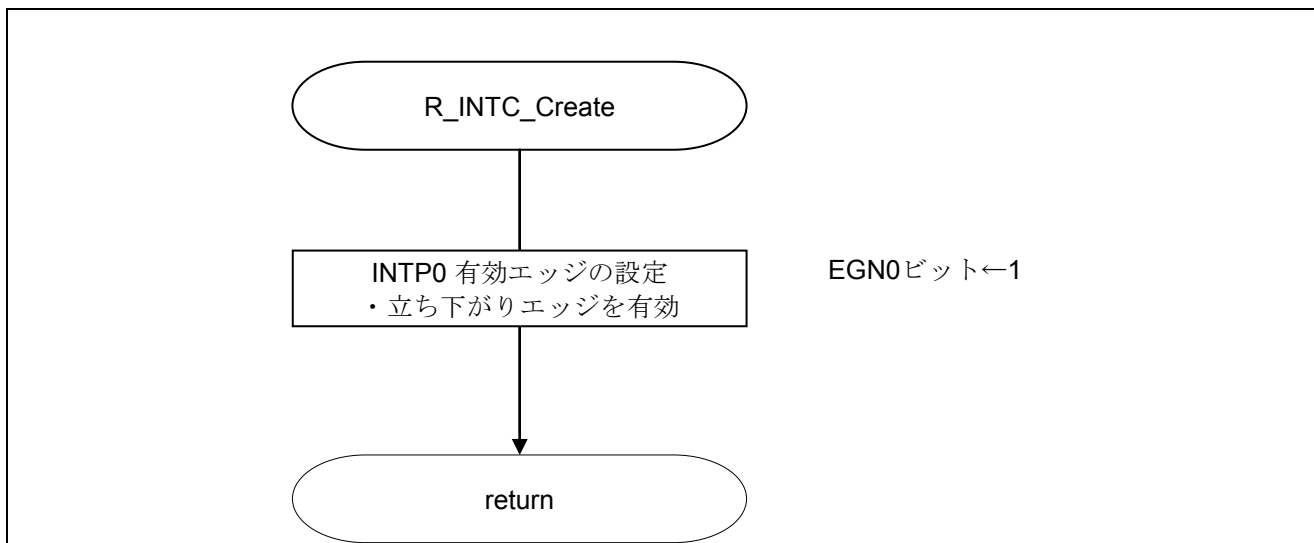 R_INTC_Create
INTP0 有効エッジの設定
・立ち下がりエッジを有効
EGN0ビット←1
return